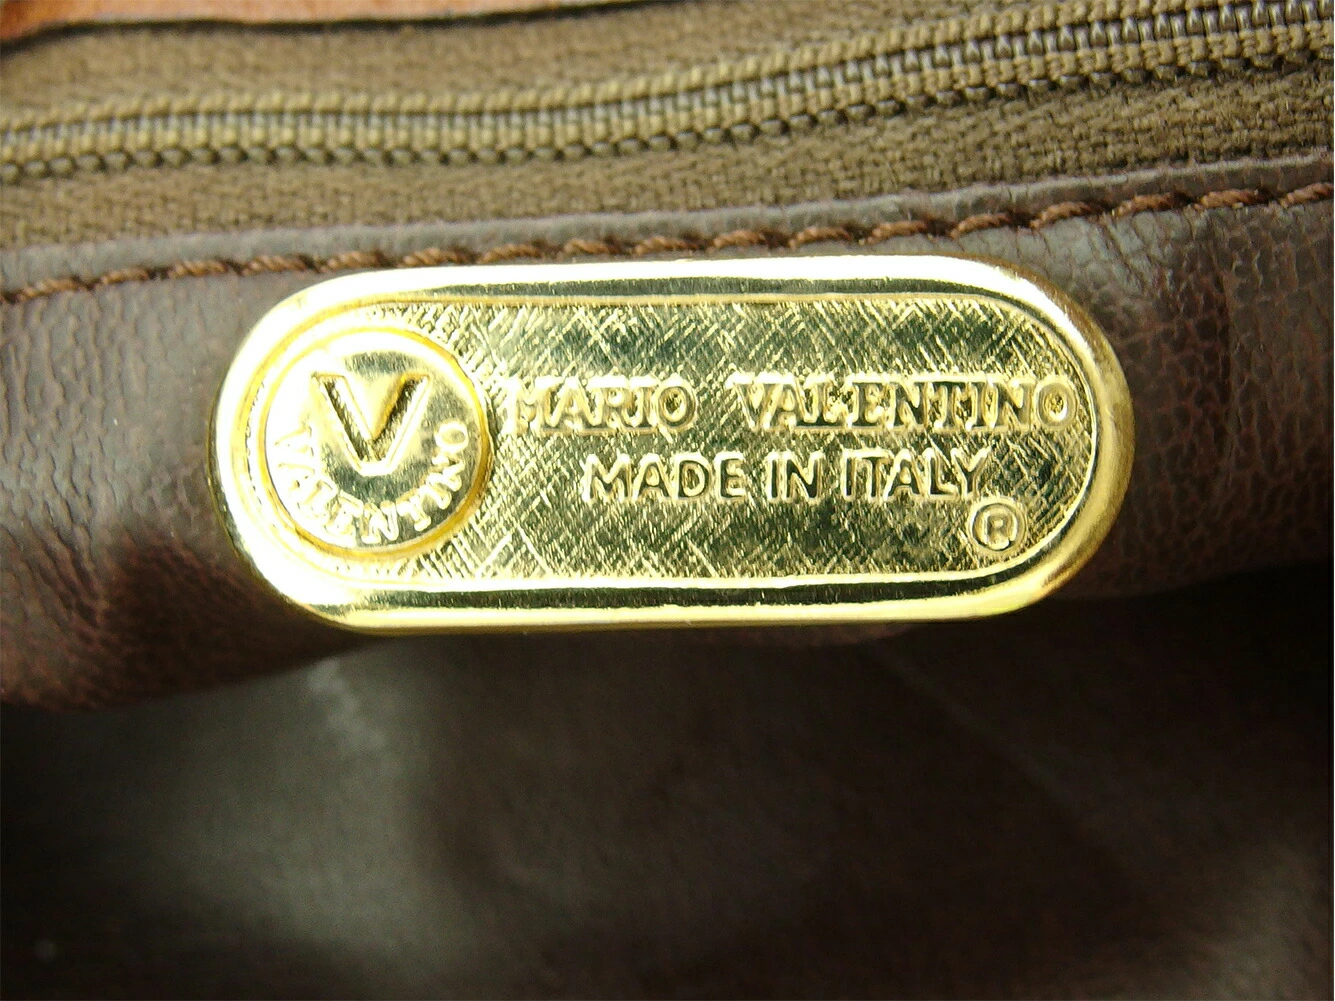 V
VALENTINO
MARIO VALENTINO
MADE IN ITALY
®